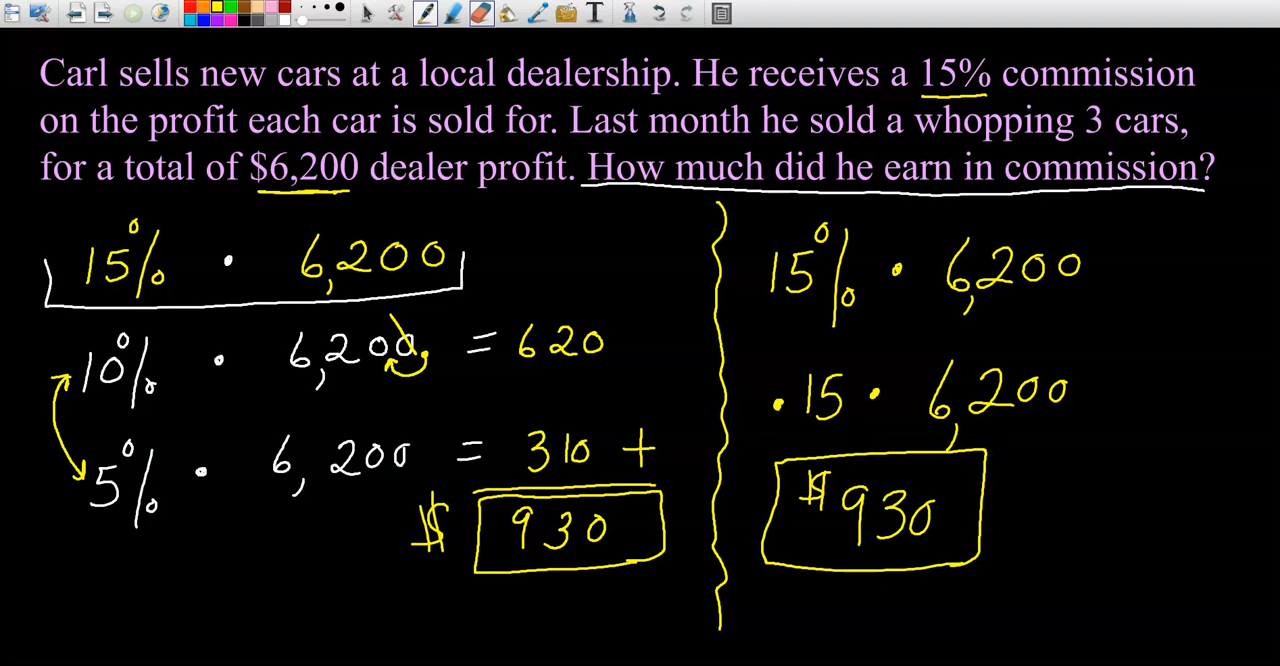 Carl sells new cars at a local dealership. He receives a 15% commission
on the profit each car is sold for. Last month he sold a whopping 3 cars,
for a total of $6,200 dealer profit. How much did he earn in commission?
15% · 6,200
10% · 6,200 = 620
5% · 6,200 = 310 +
$ 930
15% · 6,200
.15 · 6,200
$930